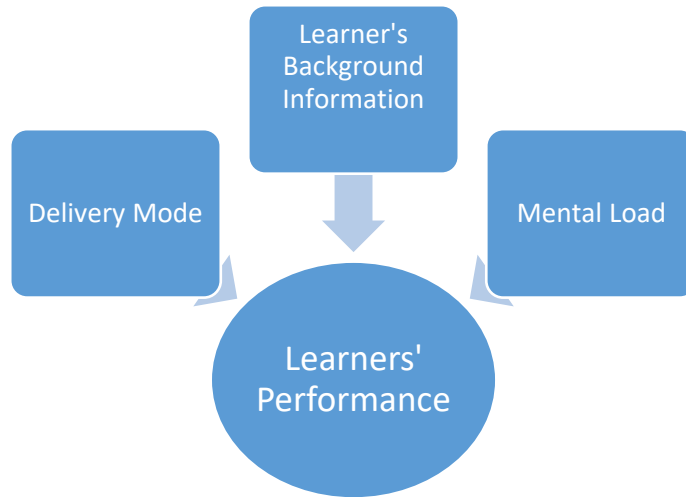 Learner's
Background
Information
Delivery Mode
Mental Load
Learners'
Performance